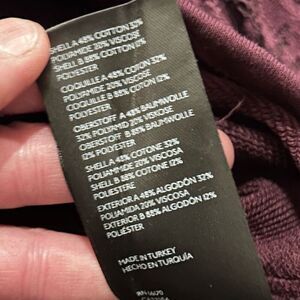 SHELL A 48% COTTON 32%
POLYAMIDE 20% VISCOSE
SHELL B 88% COTTON 12%
POLYESTER
COQUILLE A 48% COTON 32%
POLYAMIDE 20% VISCOSE
COQUILLE B 88% COTON 12%
POLYESTER
OBERSTOFF A 48% BAUMWOLLE
32% POLYAMID 20% VISKOSE
OBERSTOFF B 88% BAUMWOLLE
12% POLYESTER
SHELL A 48% COTONE 32%
POLIAMMIDE 20% VISCOSA
SHELL B 88% COTONE 12%
POLIESTERE
EXTERIOR A 48% ALGODÓN 32%
POLIAMIDA 20% VISCOSA
EXTERIOR B 88% ALGODÓN 12%
POLIÉSTER
MADE IN TURKEY
HECHO EN TURQUÍA
RN